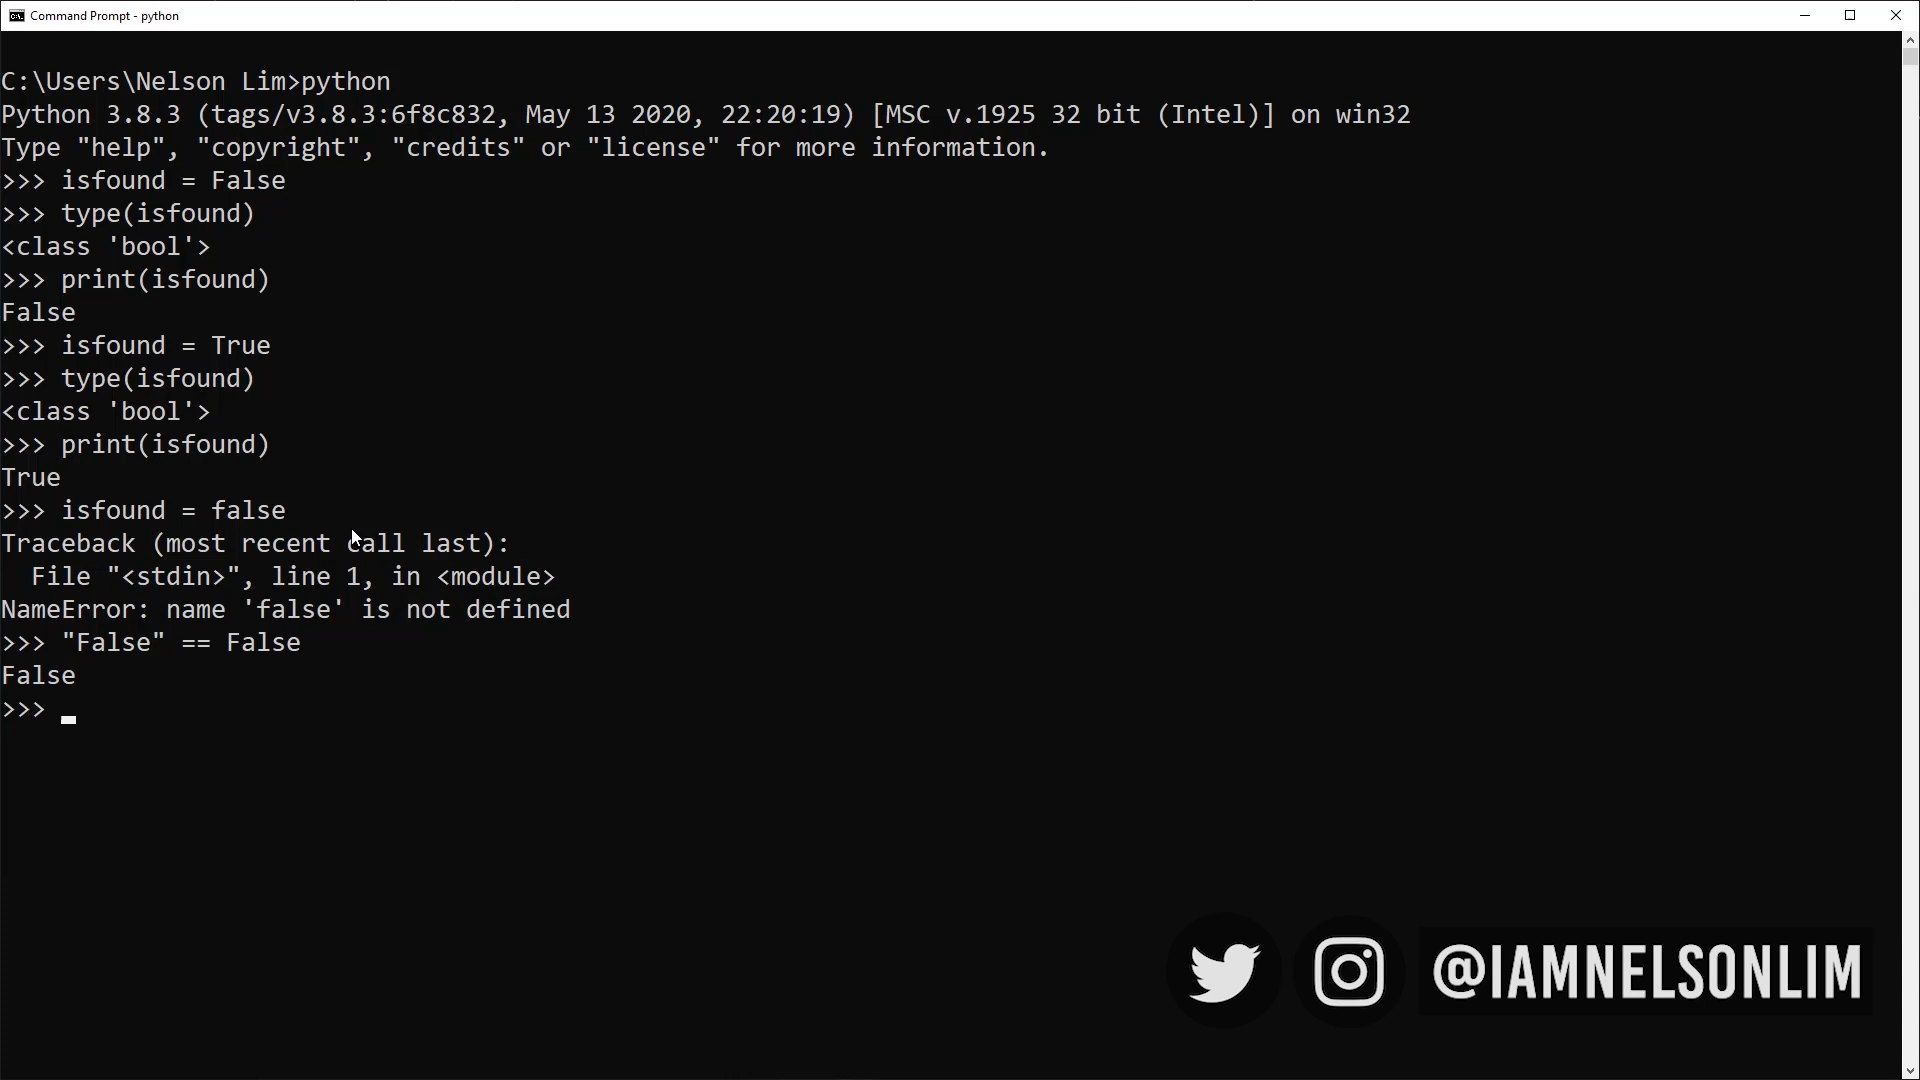 Command Prompt - python
C:\Users\Nelson Lim>python
Python 3.8.3 (tags/v3.8.3:6f8c832, May 13 2020, 22:20:19) [MSC v.1925 32 bit (Intel)] on win32
Type "help", "copyright", "credits" or "license" for more information.
>>> isfound = False
>>> type(isfound)
<class 'bool'>
>>> print(isfound)
False
>>> isfound = True
>>> type(isfound)
<class 'bool'>
>>> print(isfound)
True
>>> isfound = false
Traceback (most recent call last):
  File "<stdin>", line 1, in <module>
NameError: name 'false' is not defined
>>> "False" == False
False
>>> 
@IAMNELSONLIM